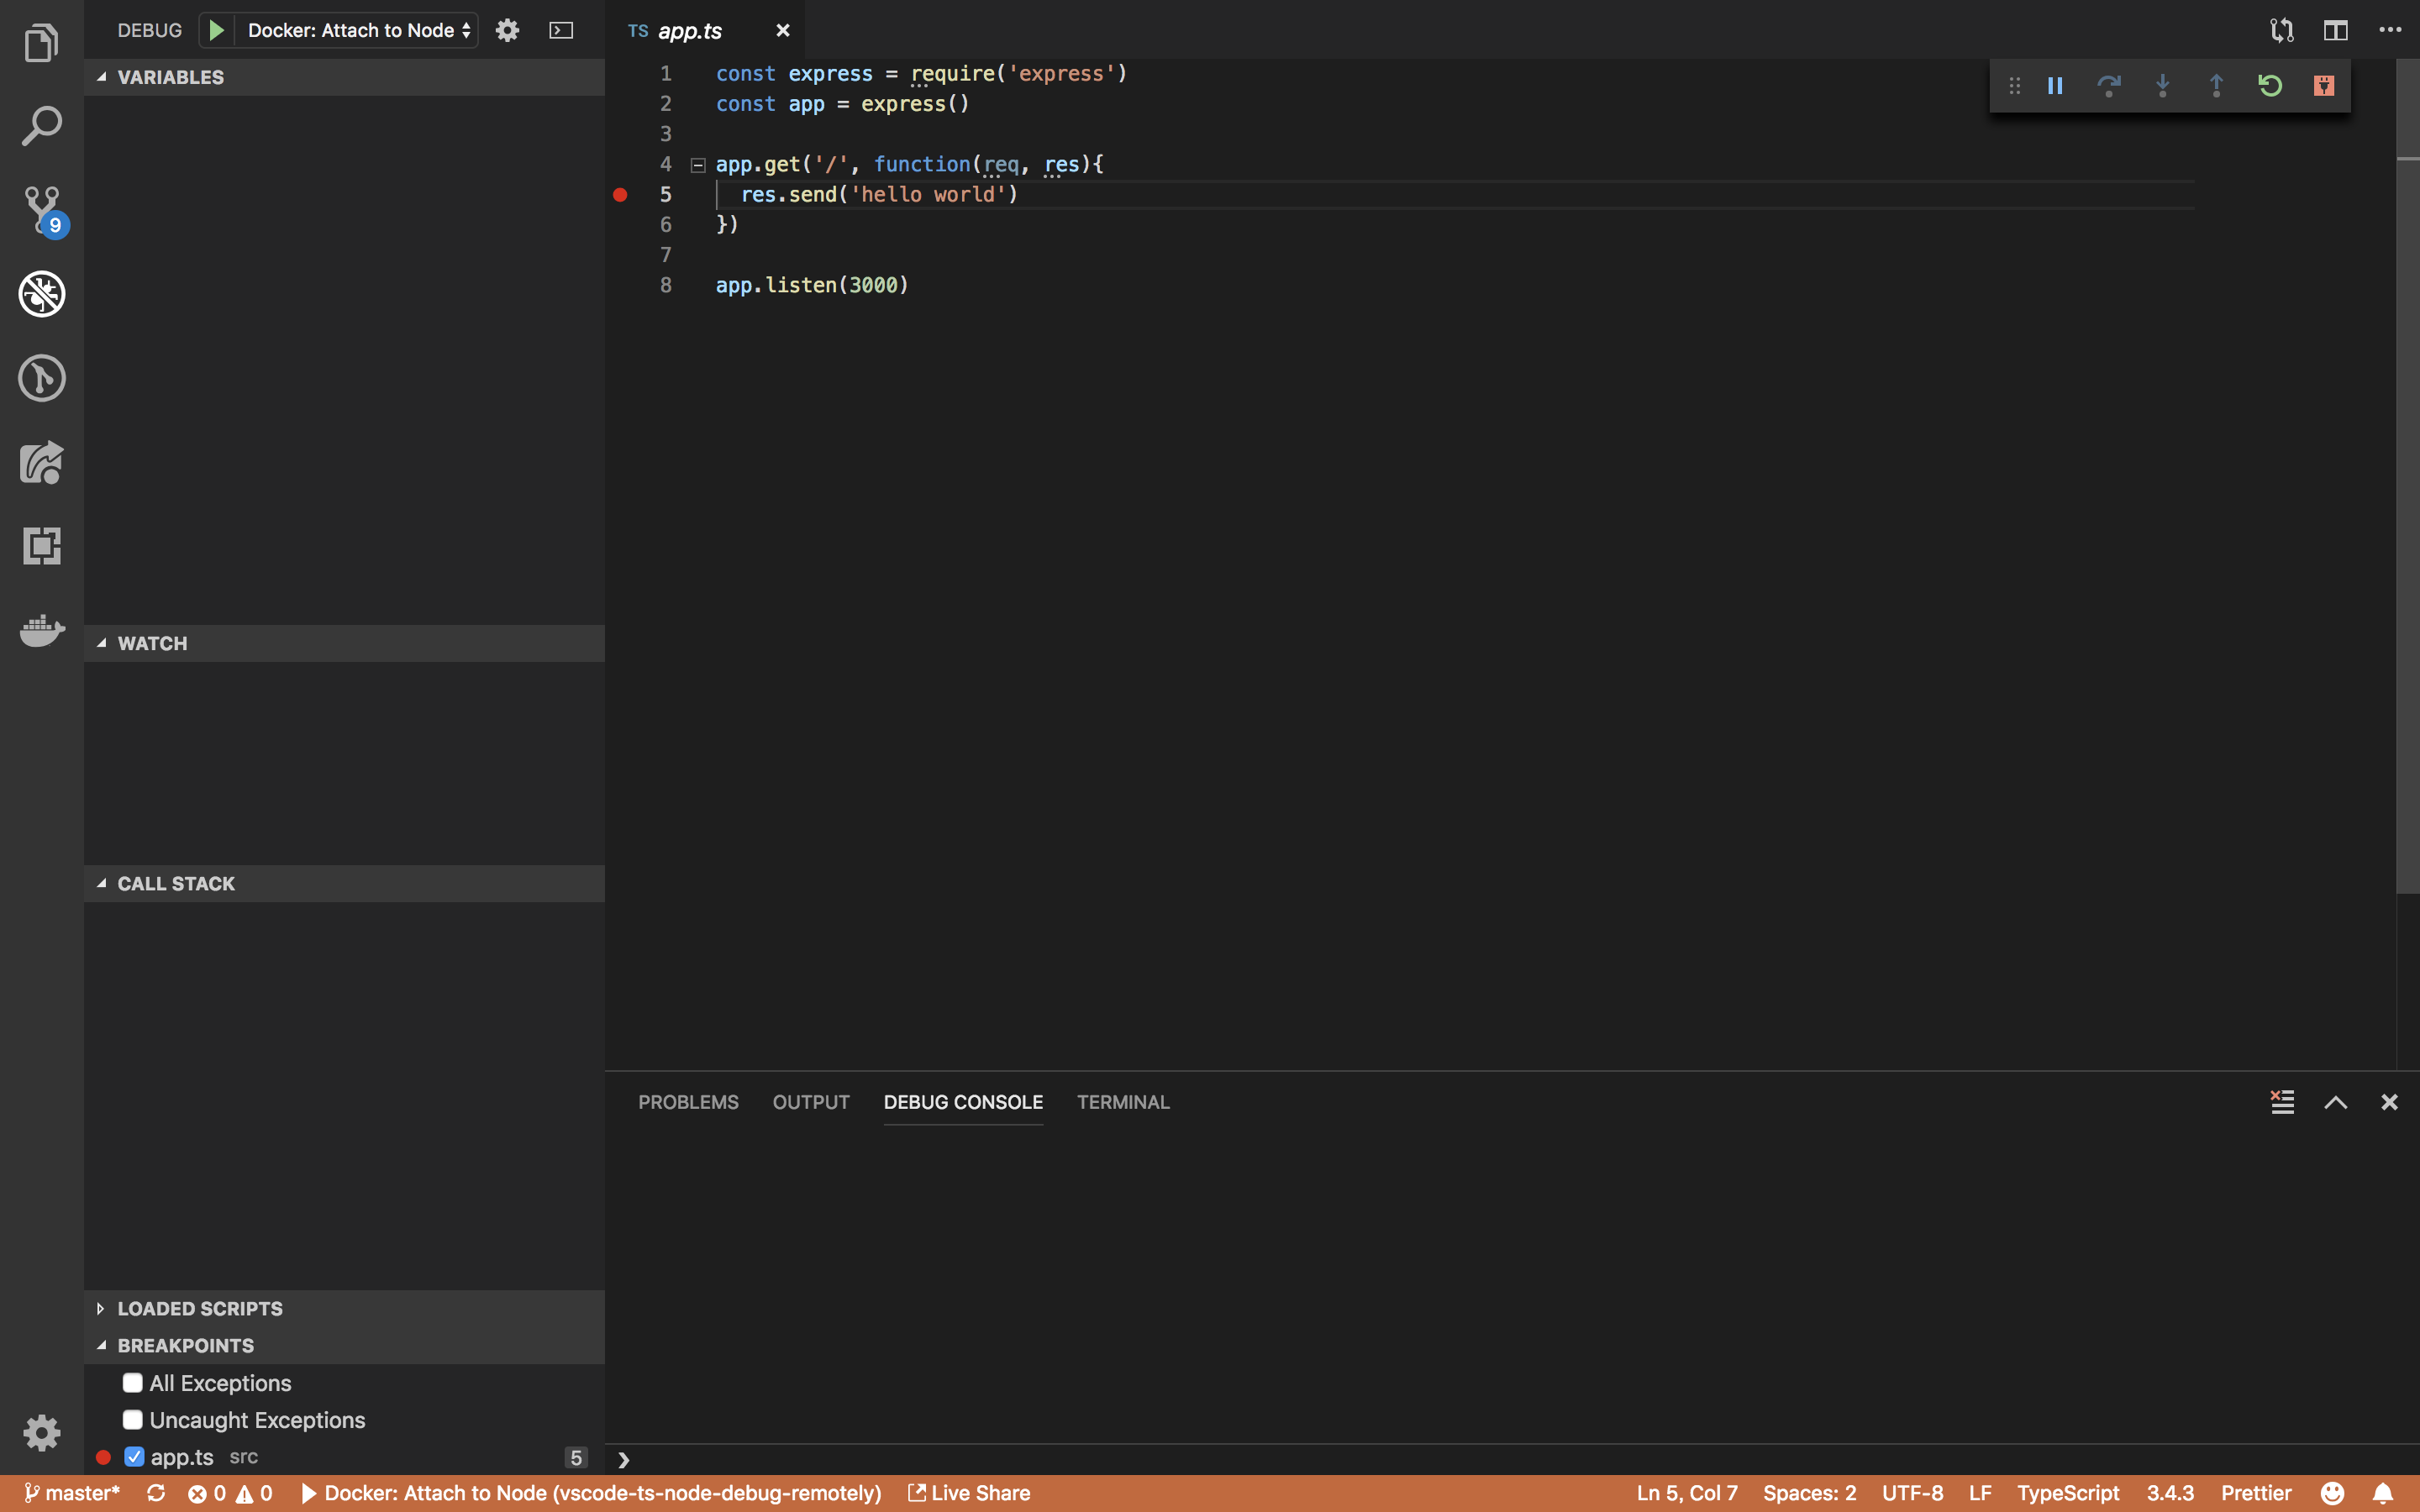 DEBUG Docker: Attach to Node
VARIABLES
WATCH
CALL STACK
LOADED SCRIPTS
BREAKPOINTS
All Exceptions
Uncaught Exceptions
app.ts src 5
9
TS app.ts
1 const express = require('express')
2 const app = express()
3
4 app.get('/', function(req, res){
5 res.send('hello world')
6 })
7
8 app.listen(3000)
PROBLEMS OUTPUT DEBUG CONSOLE TERMINAL
master* 0 0 Docker: Attach to Node (vscode-ts-node-debug-remotely) Live Share Ln 5, Col 7 Spaces: 2 UTF-8 LF TypeScript 3.4.3 Prettier